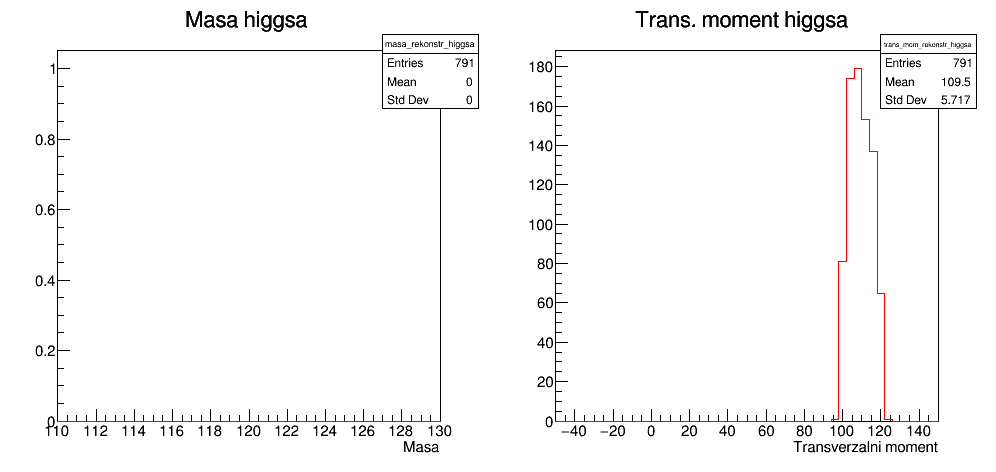 Masa higgsa
masa_rekonstr_higgsa
Entries 791
Mean 0
Std Dev 0
1
0.8
0.6
0.4
0.2
0
110 112 114 116 118 120 122 124 126 128 130
Masa
Trans. moment higgsa
trans_mom_rekonstr_higgsa
Entries 791
Mean 109.5
Std Dev 5.717
180
160
140
120
100
80
60
40
20
0
−40 −20 0 20 40 60 80 100 120 140
Transverzalni moment